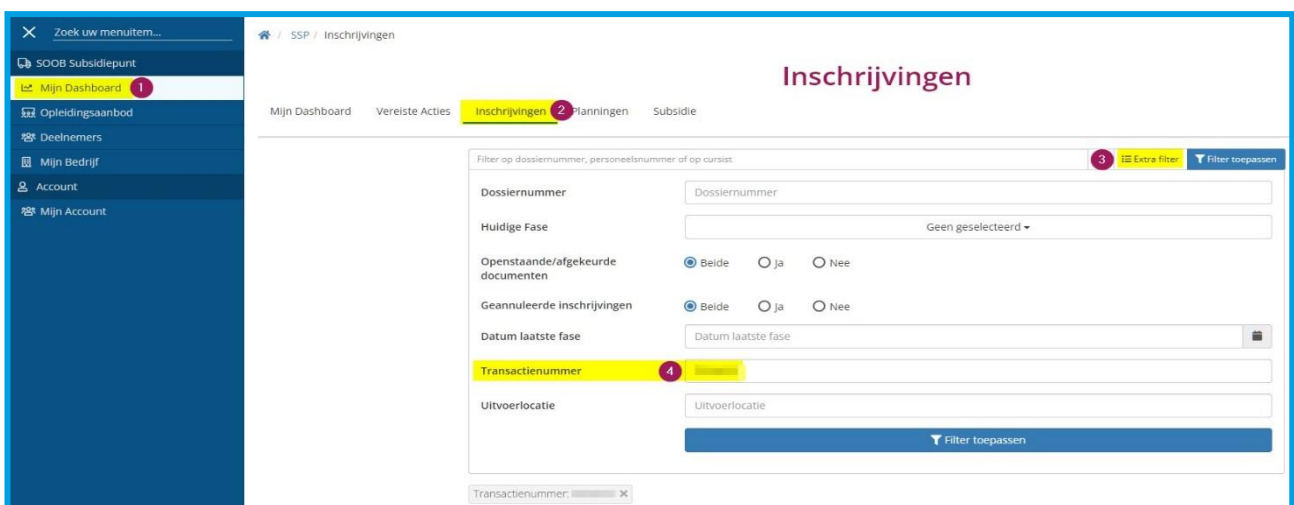 Zoek uw menuitem...
SOOB Subsidiepunt
Mijn Dashboard 1
Opleidingsaanbod
Deelnemers
Mijn Bedrijf
Account
Mijn Account
/ SSP / Inschrijvingen
Inschrijvingen
Mijn Dashboard Vereiste Acties Inschrijvingen 2 Planningen Subsidie
Filter op dossiernummer, personeelsnummer of op cursist 3 Extra filter Filter toepassen
Dossiernummer Dossiernummer
Huidige Fase Geen geselecteerd
Openstaande/afgekeurde
documenten Beide Ja Nee
Geannuleerde inschrijvingen Beide Ja Nee
Datum laatste fase Datum laatste fase
Transactienummer 4
Uitvoerlocatie Uitvoerlocatie
Filter toepassen
Transactienummer: